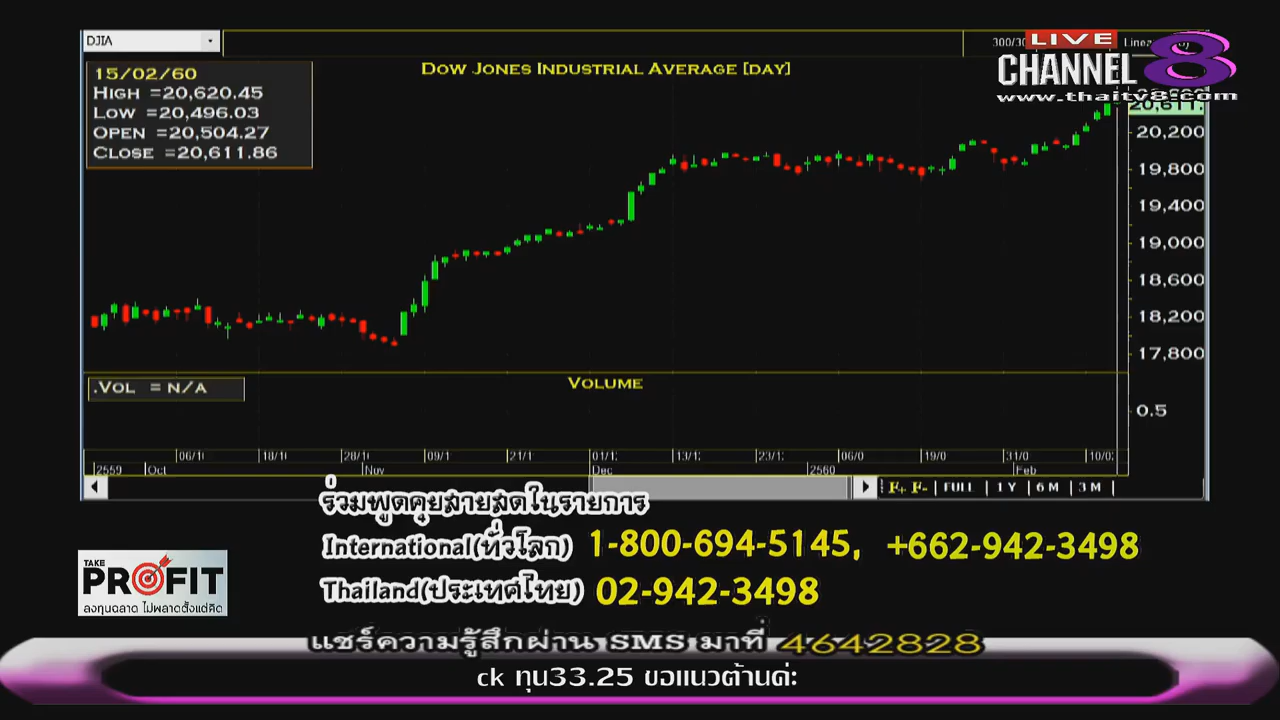 DJIA
300/30
LIVE
CHANNEL 8
www.thaitv8.com
DOW JONES INDUSTRIAL AVERAGE [DAY]
15/02/60
HIGH =20,620.45
LOW =20,496.03
OPEN =20,504.27
CLOSE =20,611.86
20,611.
20,200
19,800
19,400
19,000
18,600
18,200
17,800
.VOL = N/A
VOLUME
0.5
06/1 18/1 28/1 09/1 21/1 01/1 13/1 23/1 06/0 19/0 31/0 10/0
2559 Oct Nov Dec 2560 Feb
F+ F- | FULL | 1 Y | 6 M | 3 M |
ร่วมพูดคุยสายสดในรายการ
International(ทั่วโลก) 1-800-694-5145, +662-942-3498
Thailand(ประเทศไทย) 02-942-3498
TAKE
PROFIT
ลงทุนฉลาด ไม่พลาดตั้งแต่คิด
แชร์ความรู้สึกผ่าน SMS มาที่ 4642828
ck ทุน33.25 ขอแนวต้านค่ะ